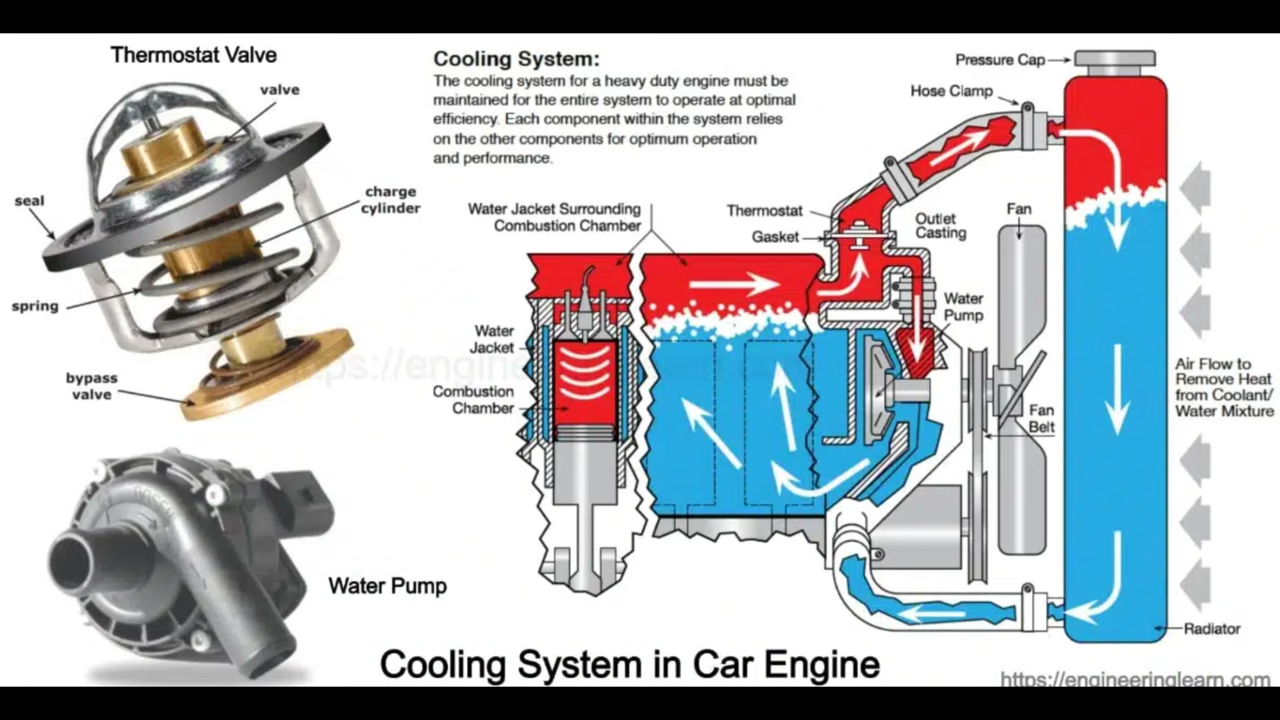 Thermostat Valve
valve
seal
charge
cylinder
spring
bypass
valve
Water Pump
Cooling System:
The cooling system for a heavy duty engine must be
maintained for the entire system to operate at optimal
efficiency. Each component within the system relies
on the other components for optimum operation
and performance.
Pressure Cap
Hose Clamp
Water Jacket Surrounding
Combustion Chamber
Thermostat
Gasket
Outlet
Casting
Fan
Water
Pump
Water
Jacket
Combustion
Chamber
Fan
Belt
Air Flow to
Remove Heat
from Coolant/
Water Mixture
Radiator
Cooling System in Car Engine
https://engineeringlearn.com
https://engineeringlearn.com